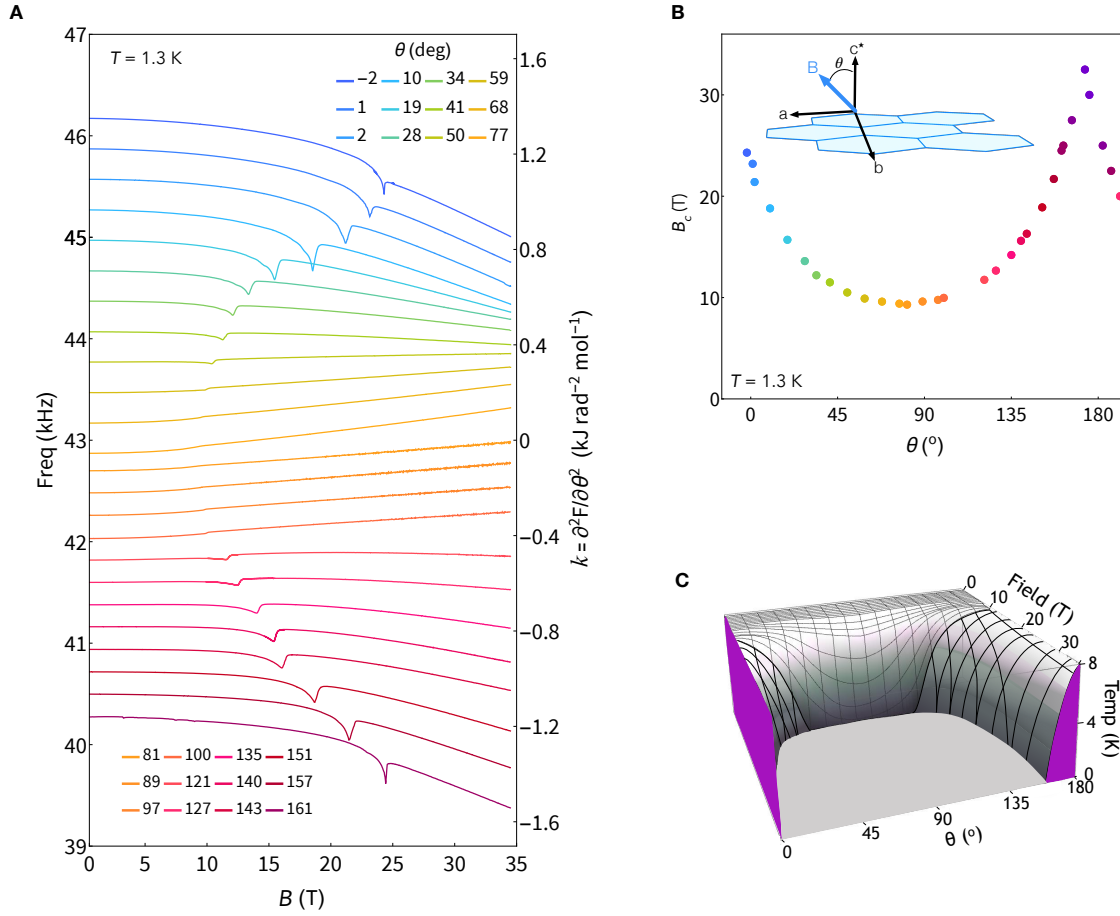 A
T = 1.3 K
θ (deg)
−2 10 34 59
1 19 41 68
2 28 50 77
47
46
45
44
43
42
41
40
39
Freq (kHz)
1.6
1.2
0.8
0.4
0
−0.4
−0.8
−1.2
−1.6
k = ∂²F/∂θ² (kJ rad⁻² mol⁻¹)
81 100 135 151
89 121 140 157
97 127 143 161
0 5 10 15 20 25 30 35
B (T)
B
30
20
10
0
B_c (T)
B
θ
c*
a
b
T = 1.3 K
0 45 90 135 180
θ (°)
C
0
10
20
30
Field (T)
8
4
0
Temp (K)
0 45 90 135 180
θ (°)